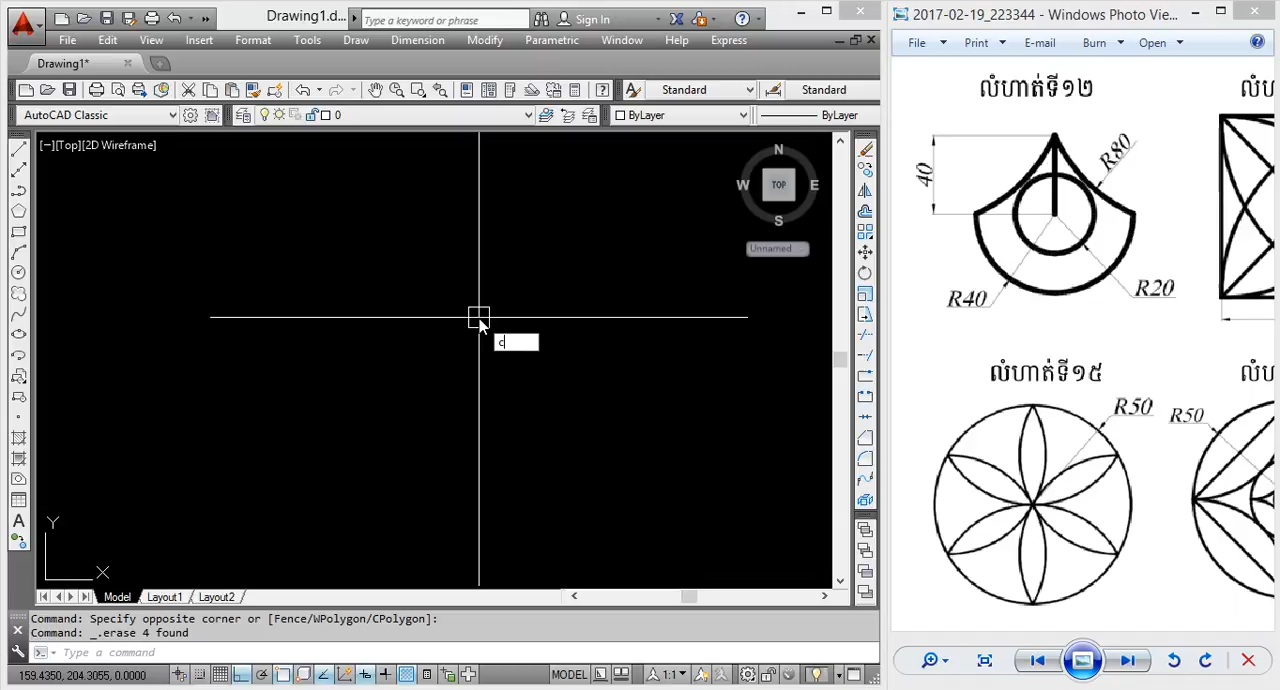 Drawing1.d...
Type a keyword or phrase
Sign In
File Edit View Insert Format Tools Draw Dimension Modify Parametric Window Help Express
Drawing1*
Standard
Standard
AutoCAD Classic
0
ByLayer
ByLayer
[−][Top][2D Wireframe]
N
W TOP E
S
Unnamed
c
Y
X
Model Layout1 Layout2
Command: Specify opposite corner or [Fence/WPolygon/CPolygon]:
Command: _.erase 4 found
Type a command
159.4350, 204.3055, 0.0000
MODEL
1:1
2017-02-19_223344 - Windows Photo Vie...
File Print E-mail Burn Open
លំហាត់ទី១២
លំ
40
R80
R40
R20
លំហាត់ទី១៥
លំ
R50
R50